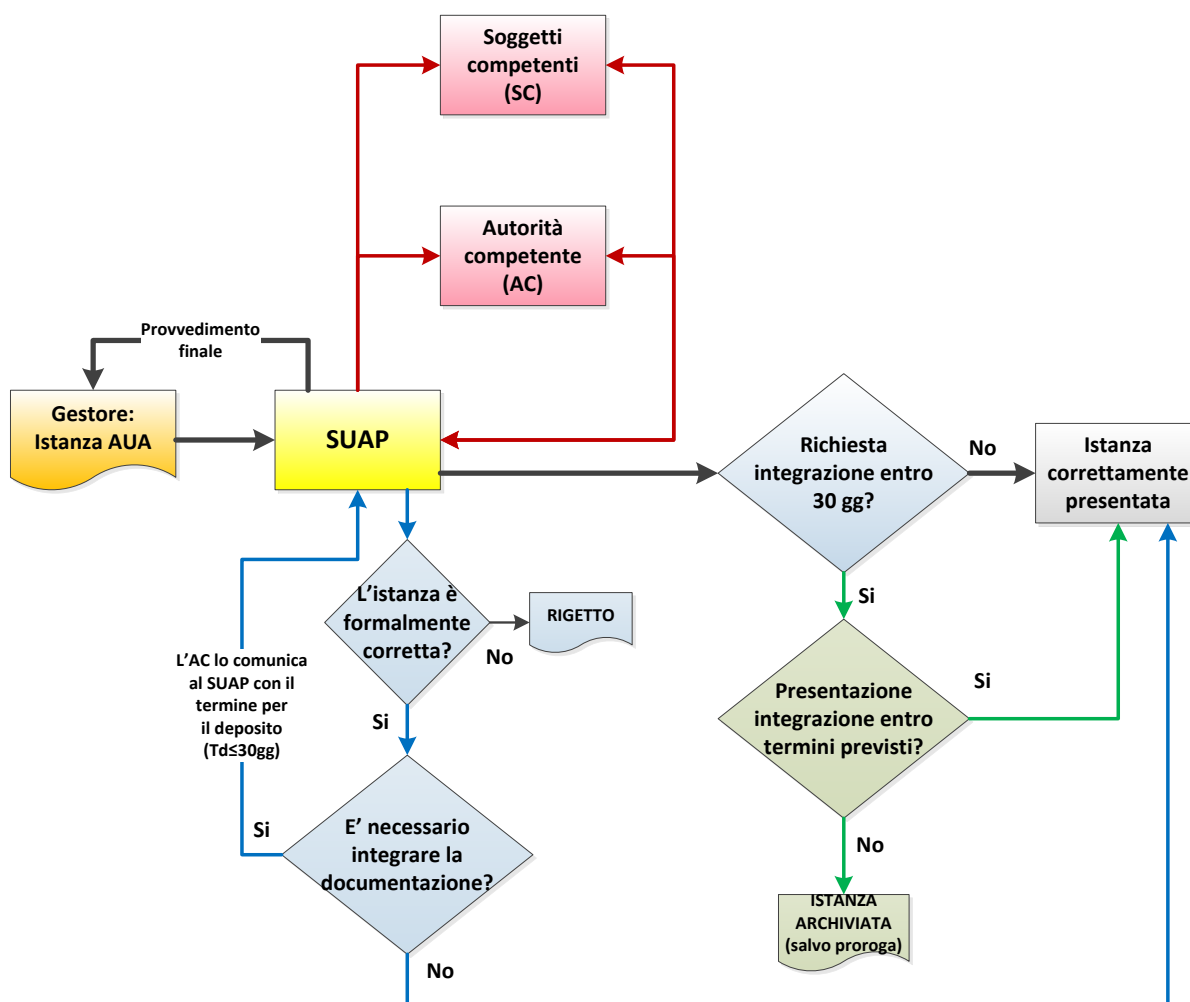 Soggetti
competenti
(SC)
Autorità
competente
(AC)
Provvedimento
finale
Gestore:
Istanza AUA
SUAP
Richiesta
integrazione entro
30 gg?
No
Istanza
correttamente
presentata
Si
L’istanza è
formalmente
corretta?
No
RIGETTO
L’AC lo comunica
al SUAP con il
termine per
il deposito
(Td≤30gg)
Si
Presentazione
integrazione entro
termini previsti?
Si
Si
E’ necessario
integrare la
documentazione?
No
No
ISTANZA
ARCHIVIATA
(salvo proroga)